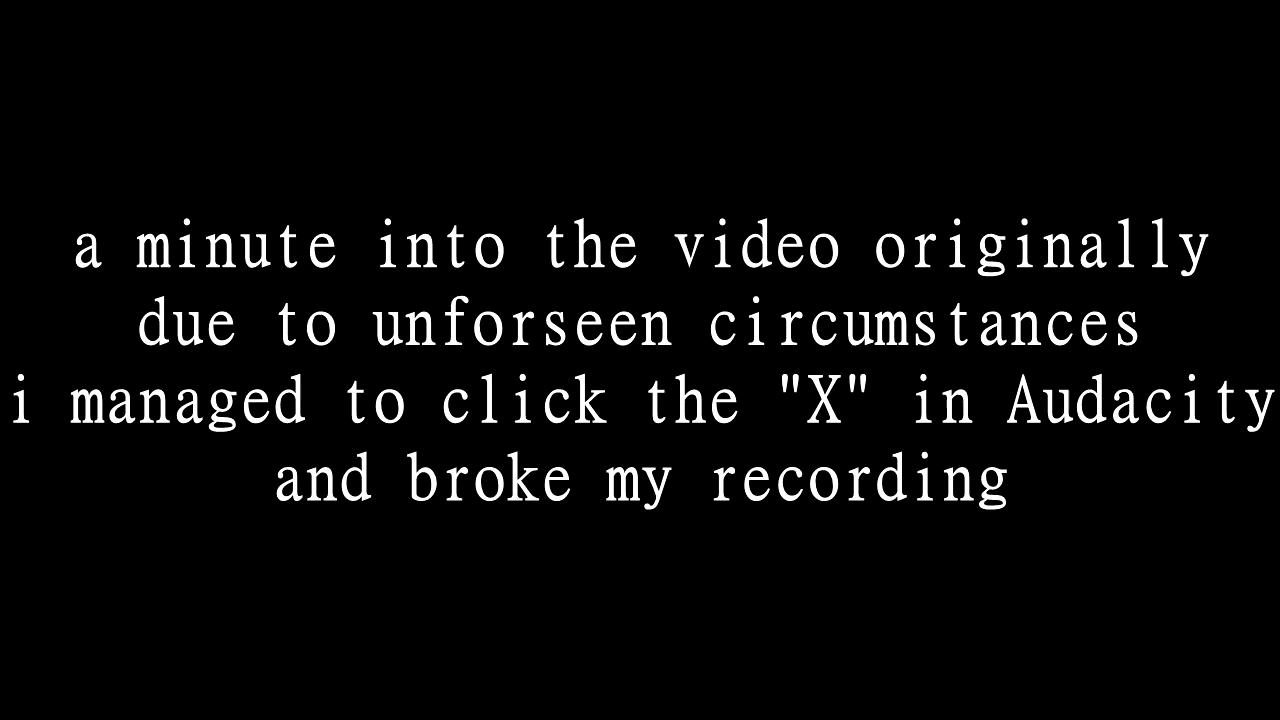 a minute into the video originally
due to unforseen circumstances
i managed to click the "X" in Audacity
and broke my recording